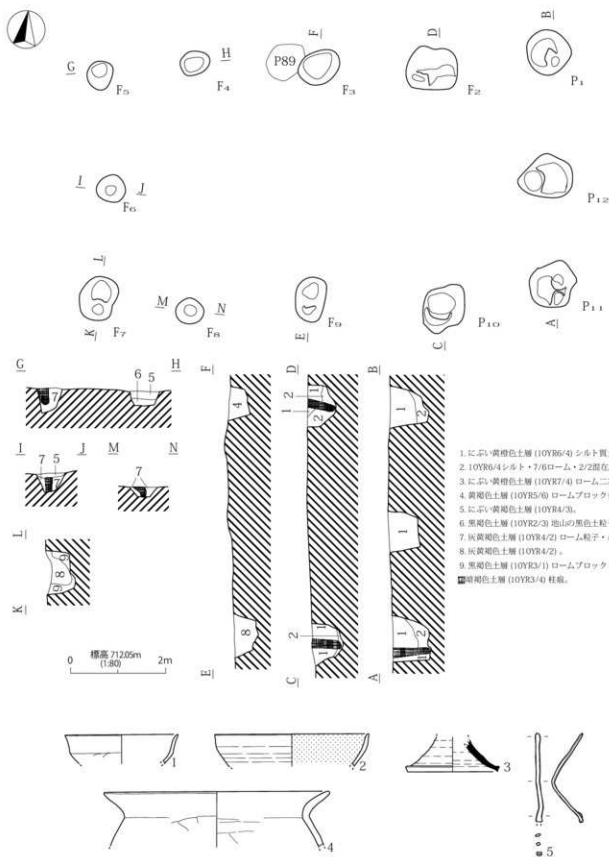 B
D
F
P89
H
G
F₅
F₄
F₃
F₂
P₁
I
J
F₆
P₁₂
L
M
N
K
F₇
F₈
E
F₉
C
P₁₀
A
P₁₁
G
H
F
D
B
6 5
7
4
1
2
1
2
1
2
I
J
M
N
7 5
7
1
L
9
8
9
K
8
2
1
1
1
2
E
C
A
標高 712.05m
(1:80)
0
2m
1. にぶい黄橙色土層 (10YR6/4) シルト質
2. 10YR6/4シルト・7/6ローム・2/2混在
3. にぶい黄橙色土層 (10YR7/4) ローム二
4. 黄褐色土層 (10YR5/6) ロームブロック
5. にぶい黄褐色土層 (10YR4/3)。
6. 黒褐色土層 (10YR2/3) 地山の黒色土粒
7. 灰黄褐色土層 (10YR4/2) ローム粒子・
8. 灰黄褐色土層 (10YR4/2) 。
9. 黒褐色土層 (10YR3/1) ロームブロック
暗褐色土層 (10YR3/4) 柱痕。
1
2
3
4
5